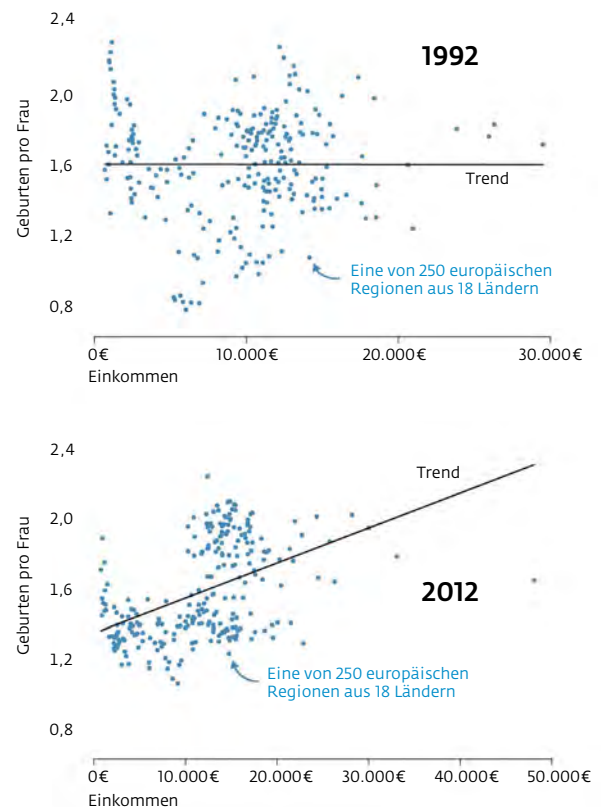 2,4
1992
2,0
Geburten pro Frau
1,6
Trend
1,2
Eine von 250 europäischen
Regionen aus 18 Ländern
0,8
0€ 10.000€ 20.000€ 30.000€
Einkommen
2,4
Trend
2,0
Geburten pro Frau
1,6
2012
1,2
Eine von 250 europäischen
Regionen aus 18 Ländern
0,8
0€ 10.000€ 20.000€ 30.000€ 40.000€ 50.000€
Einkommen